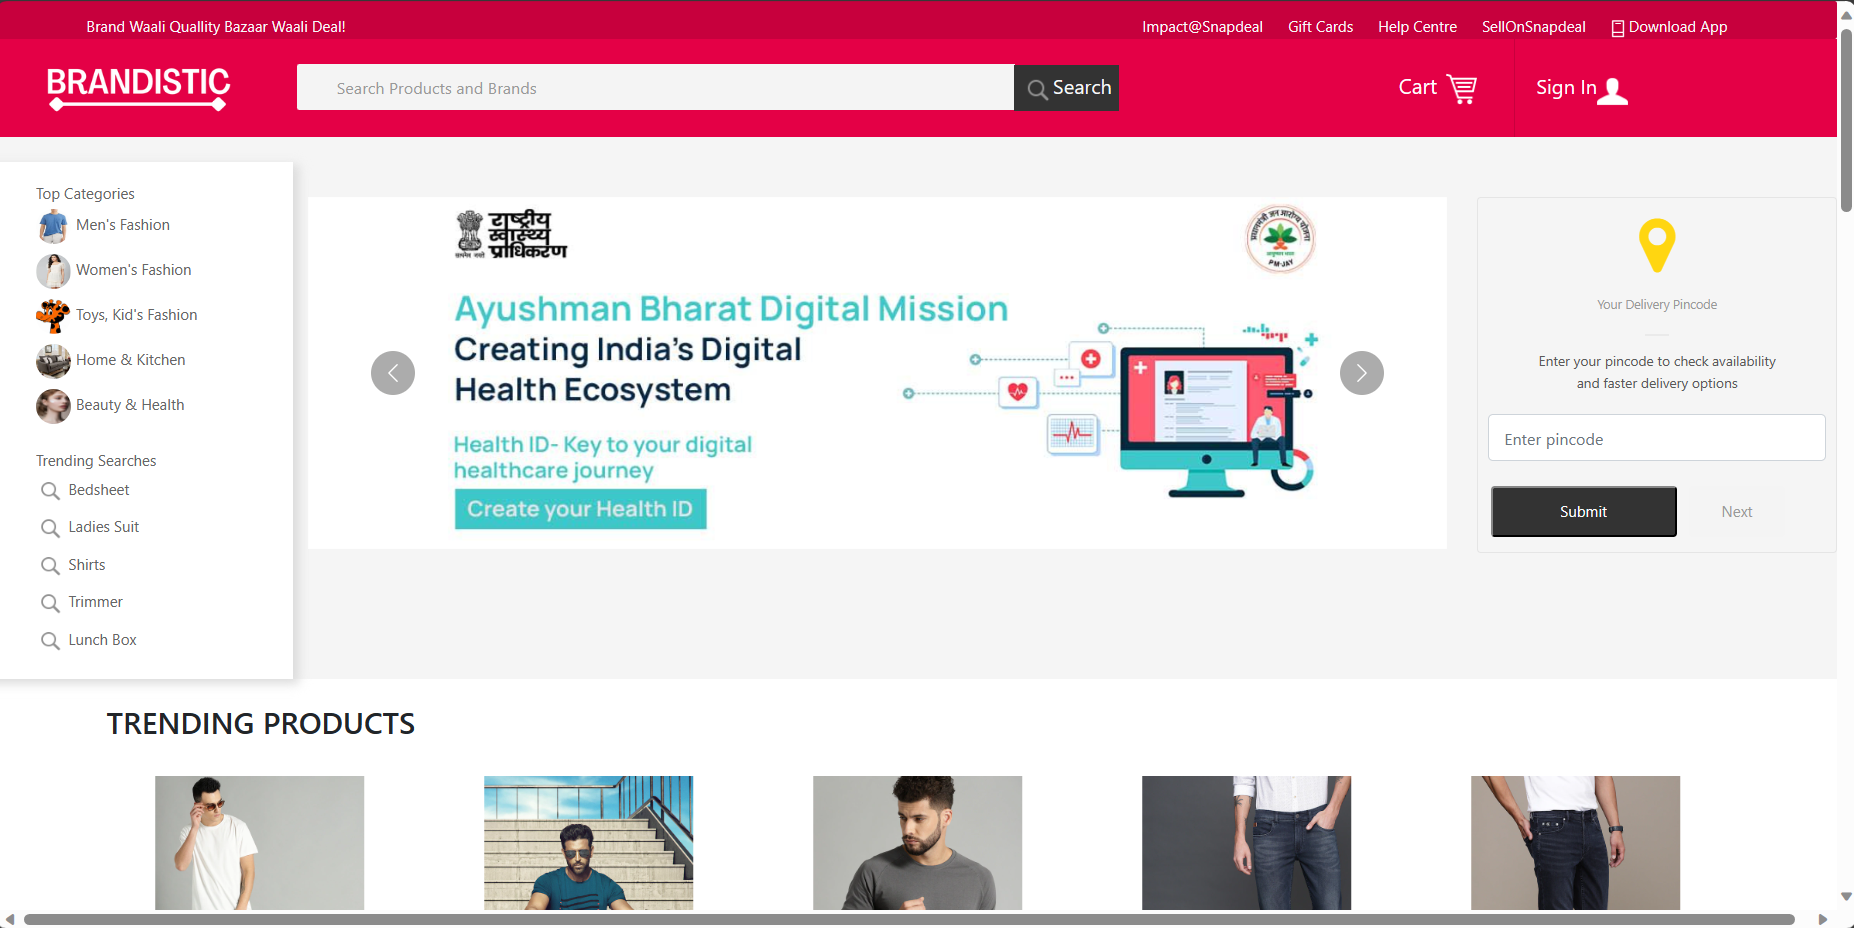 Brand Waali Quallity Bazaar Waali Deal!
Impact@Snapdeal Gift Cards Help Centre SellOnSnapdeal Download App
BRANDISTIC
Search Products and Brands
Search
Cart
Sign In
Top Categories
Men's Fashion
Women's Fashion
Toys, Kid's Fashion
Home & Kitchen
Beauty & Health
Trending Searches
Bedsheet
Ladies Suit
Shirts
Trimmer
Lunch Box
राष्ट्रीय
स्वास्थ्य
प्राधिकरण
सत्यमेव जयते
PM-JAY
Ayushman Bharat Digital Mission
Creating India's Digital
Health Ecosystem
Health ID- Key to your digital
healthcare journey
Create your Health ID
Your Delivery Pincode
Enter your pincode to check availability
and faster delivery options
Enter pincode
Submit
Next
TRENDING PRODUCTS